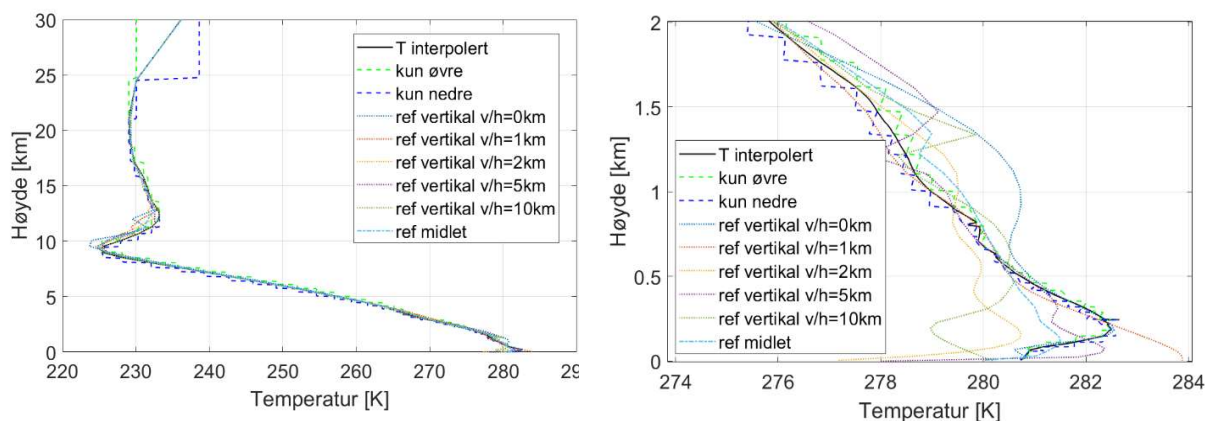 30
25
20
15
10
5
0
Høyde [km]
220 230 240 250 260 270 280 29
Temperatur [K]
T interpolert
kun øvre
kun nedre
ref vertikal v/h=0km
ref vertikal v/h=1km
ref vertikal v/h=2km
ref vertikal v/h=5km
ref vertikal v/h=10km
ref midlet
2
1.5
1
0.5
0
Høyde [km]
274 276 278 280 282 284
Temperatur [K]
T interpolert
kun øvre
kun nedre
ref vertikal v/h=0km
ref vertikal v/h=1km
ref vertikal v/h=2km
ref vertikal v/h=5km
ref vertikal v/h=10km
ref midlet